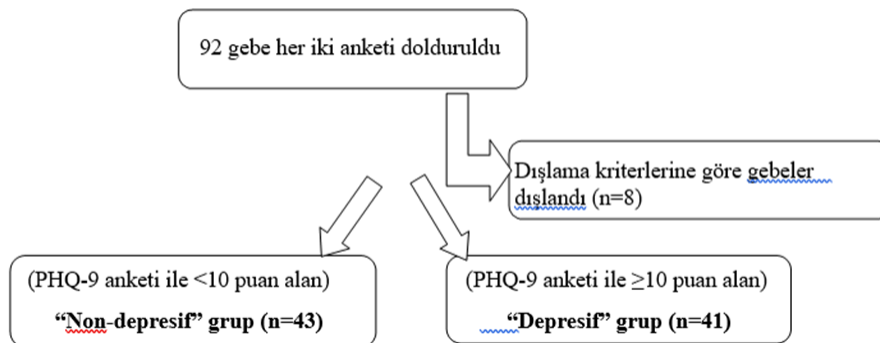 92 gebe her iki anketi dolduruldu
Dışlama kriterlerine göre gebeler
dışlandı (n=8)
(PHQ-9 anketi ile <10 puan alan)
“Non-depresif” grup (n=43)
(PHQ-9 anketi ile ≥10 puan alan)
“Depresif” grup (n=41)